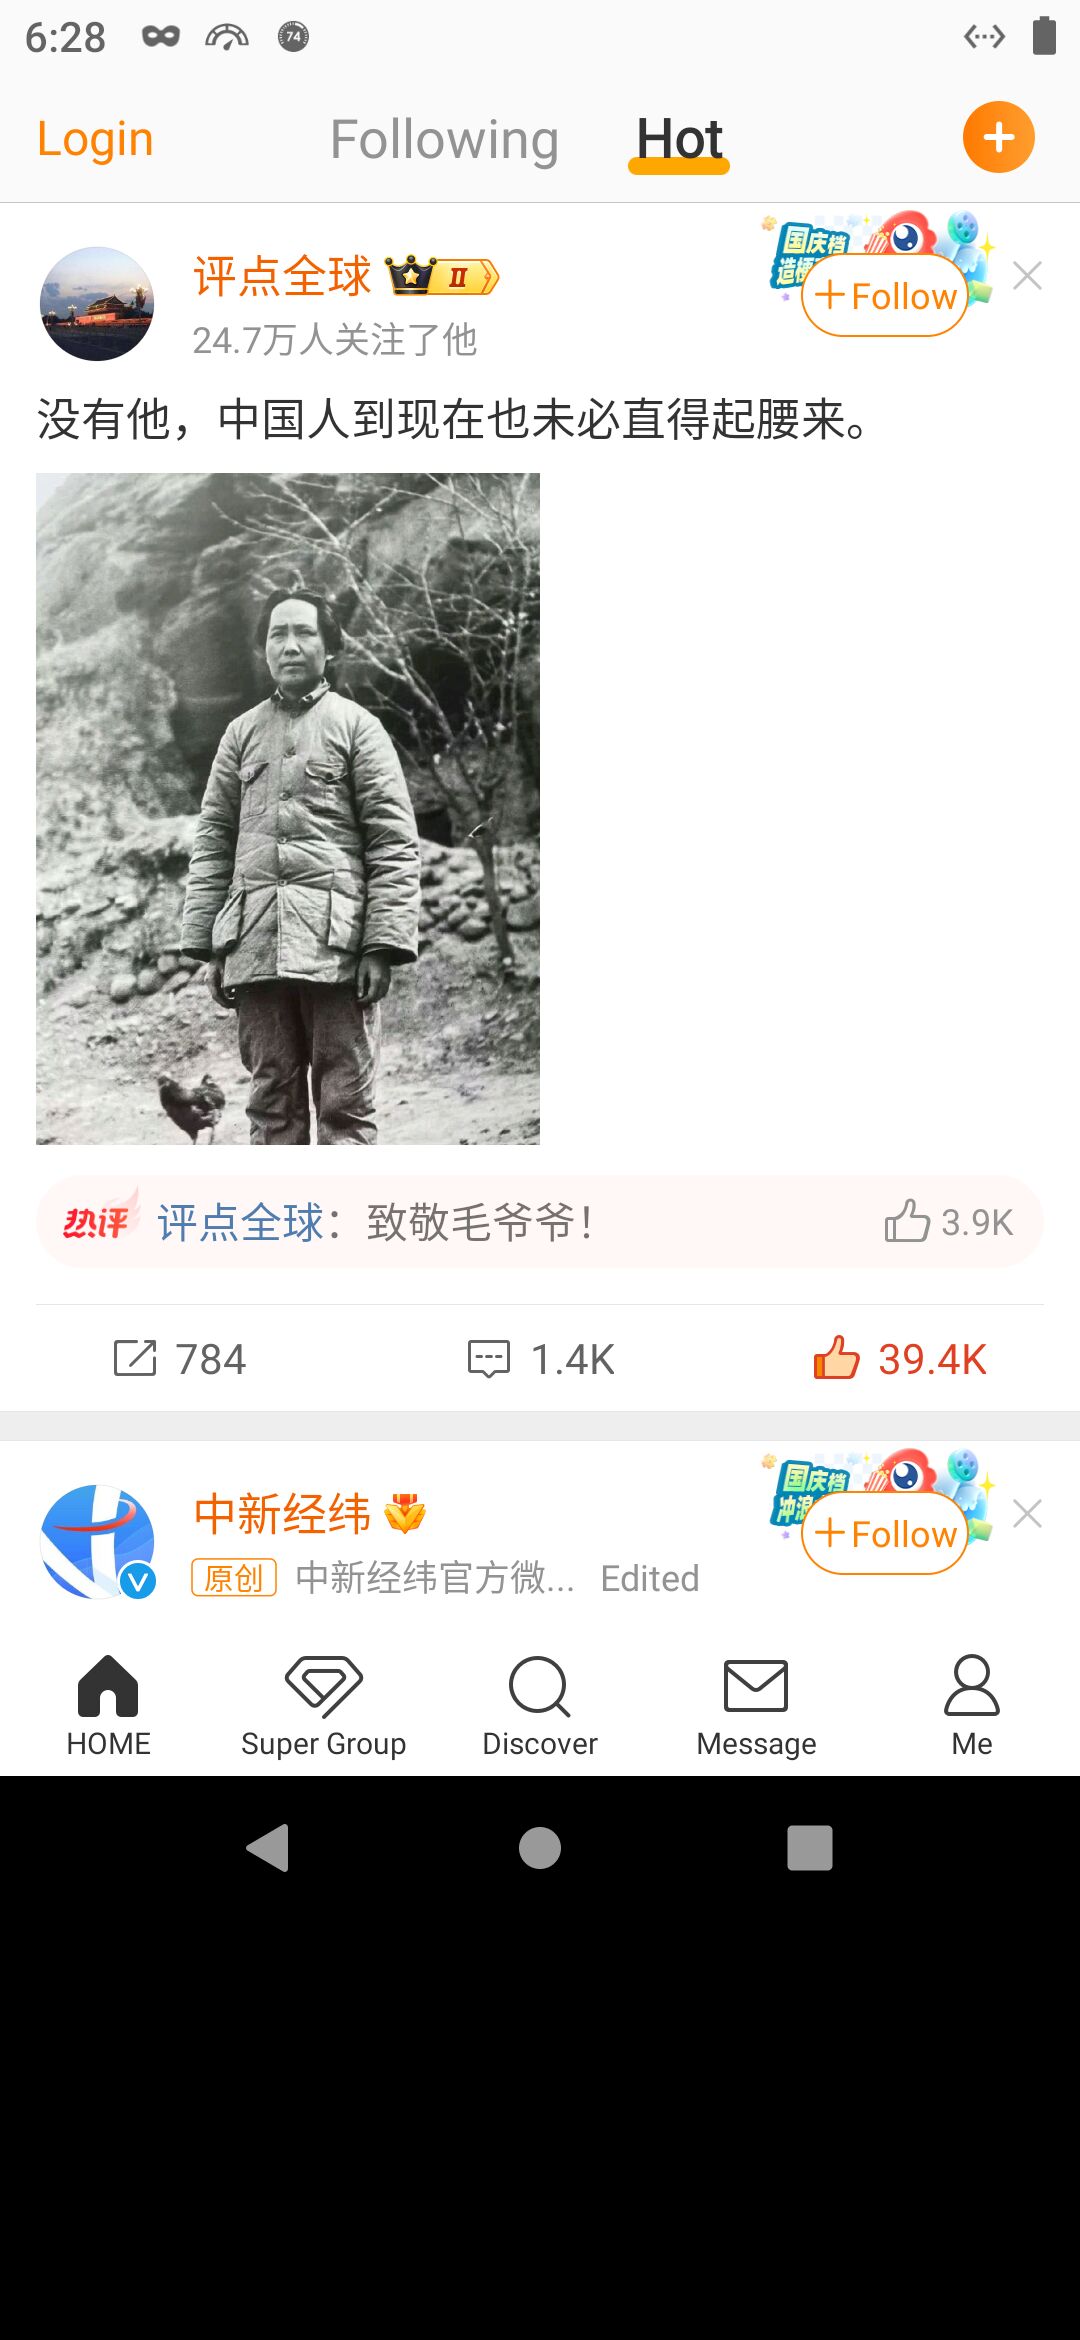 6:28
74
Login
Following
Hot
评点全球
II
国庆档
+Follow
24.7万人关注了他
没有他，中国人到现在也未必直得起腰来。
热评 评点全球：致敬毛爷爷！
3.9K
784
1.4K
39.4K
中新经纬
国庆档
+Follow
原创 中新经纬官方微... Edited
HOME
Super Group
Discover
Message
Me